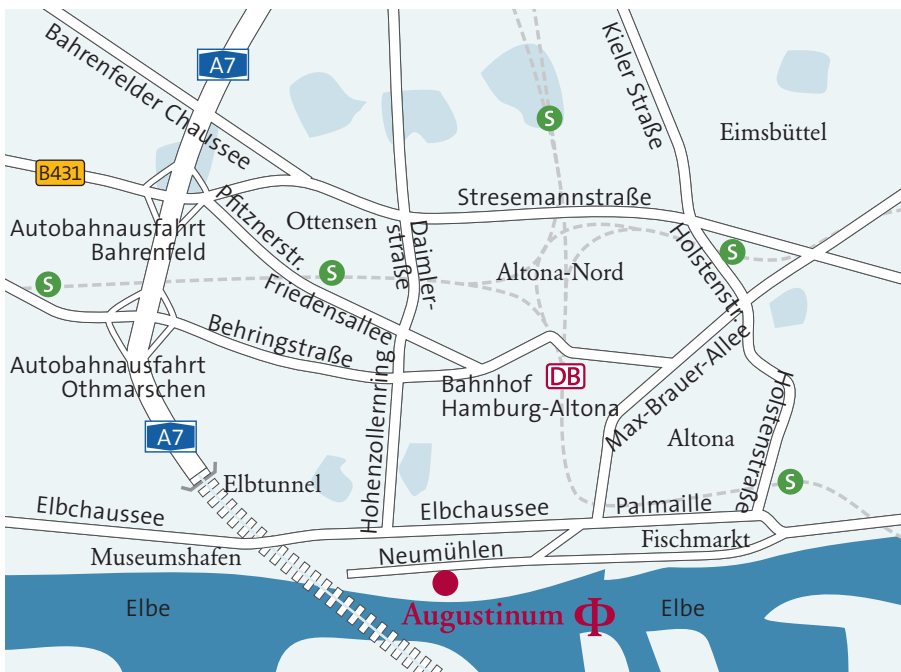 A7
Bahrenfelder Chaussee
Kieler Straße
S
Eimsbüttel
B431
Stresemannstraße
Pfitznerstr.
Ottensen
Daimler-
straße
Holstenstr.
Autobahnausfahrt
Bahrenfeld
S
S
Altona-Nord
S
Friedensallee
Behringstraße
Autobahnausfahrt
Othmarschen
Bahnhof
Hamburg-Altona
DB
Max-Brauer-Allee
Holstenstraße
Altona
A7
Hohenzollernring
Elbtunnel
S
Elbchaussee
Elbchaussee
Palmaille
Museumshafen
Neumühlen
Fischmarkt
Elbe
Augustinum Φ
Elbe